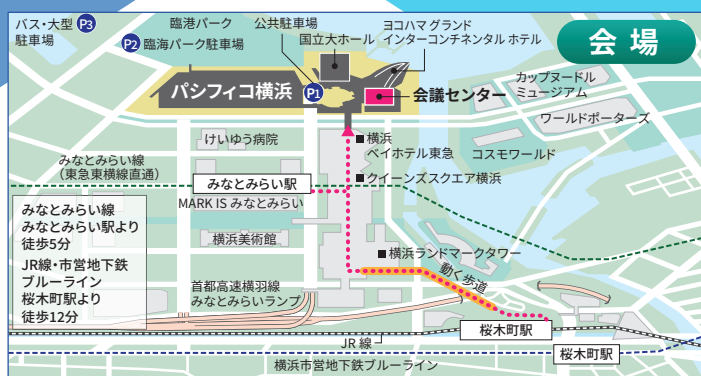 バス・大型 P3
駐車場
臨港パーク
P2 臨海パーク駐車場
公共駐車場
国立大ホール
ヨコハマ グランド
インターコンチネンタル ホテル
会場
パシフィコ横浜
P1
会議センター
カップヌードル
ミュージアム
ワールドポーターズ
けいゆう病院
横浜
ベイホテル東急
コスモワールド
みなとみらい線
(東急東横線直通)
みなとみらい駅
クイーンズスクエア横浜
MARK IS みなとみらい
みなとみらい線
みなとみらい駅より
徒歩5分
JR線・市営地下鉄
ブルーライン
桜木町駅より
徒歩12分
横浜美術館
横浜ランドマークタワー
動く歩道
首都高速横羽線
みなとみらいランプ
桜木町駅
JR 線
桜木町駅
横浜市営地下鉄ブルーライン